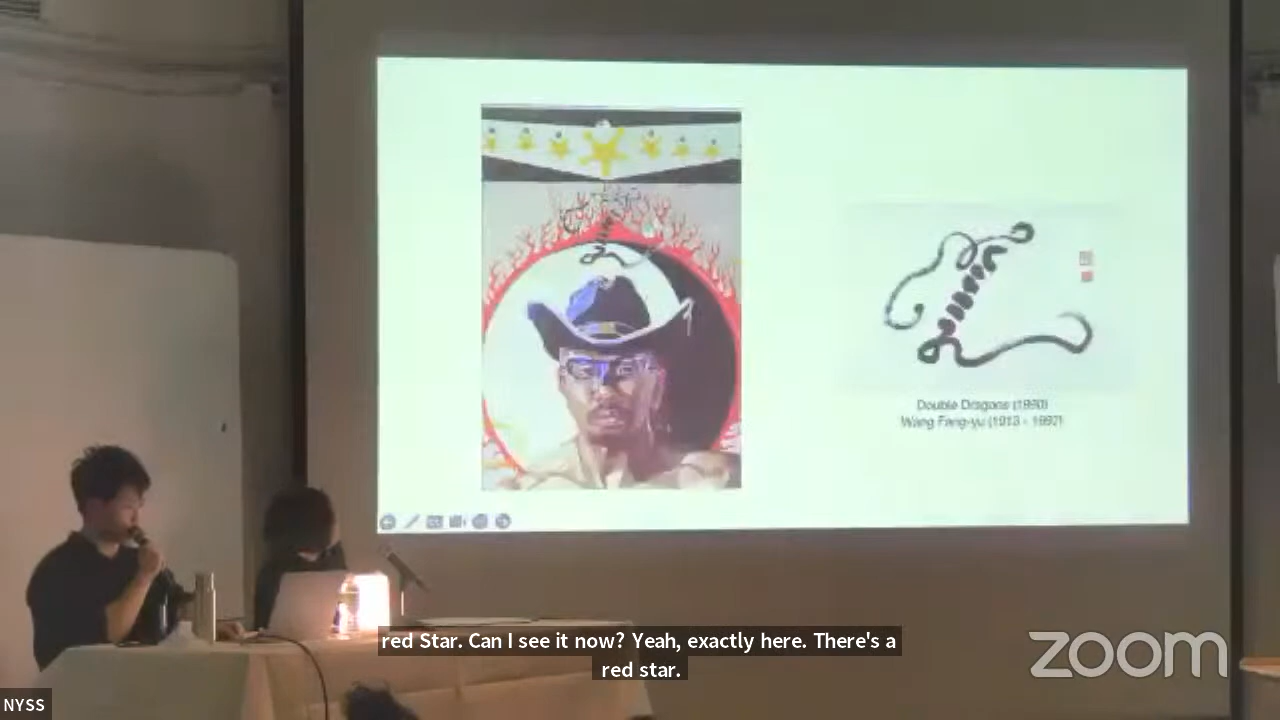 Double Dragons (1990)
Wang Fang-yu (1913 - 1997)
red Star. Can I see it now? Yeah, exactly here. There's a
red star.
zoom
NYSS